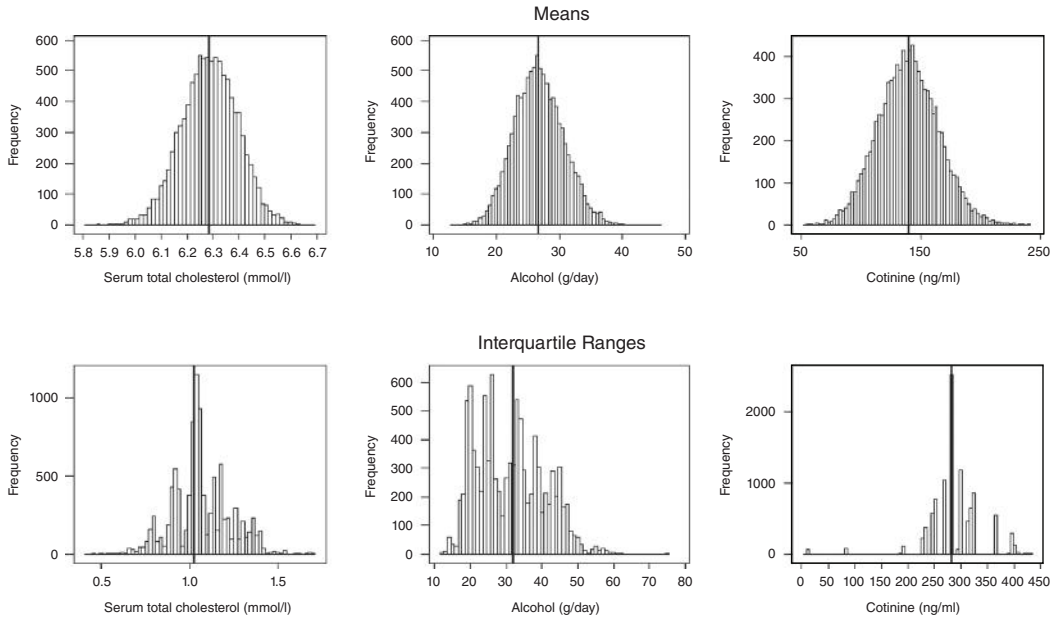 Means
Frequency
600
500
400
300
200
100
0
5.8 5.9 6.0 6.1 6.2 6.3 6.4 6.5 6.6 6.7
Serum total cholesterol (mmol/l)
Frequency
600
500
400
300
200
100
0
10 20 30 40 50
Alcohol (g/day)
Frequency
400
300
200
100
0
50 150 250
Cotinine (ng/ml)
Interquartile Ranges
Frequency
1000
500
0
0.5 1.0 1.5
Serum total cholesterol (mmol/l)
Frequency
600
500
400
300
200
100
0
10 20 30 40 50 60 70 80
Alcohol (g/day)
Frequency
2000
1000
0
0 50 100 150 200 250 300 350 400 450
Cotinine (ng/ml)